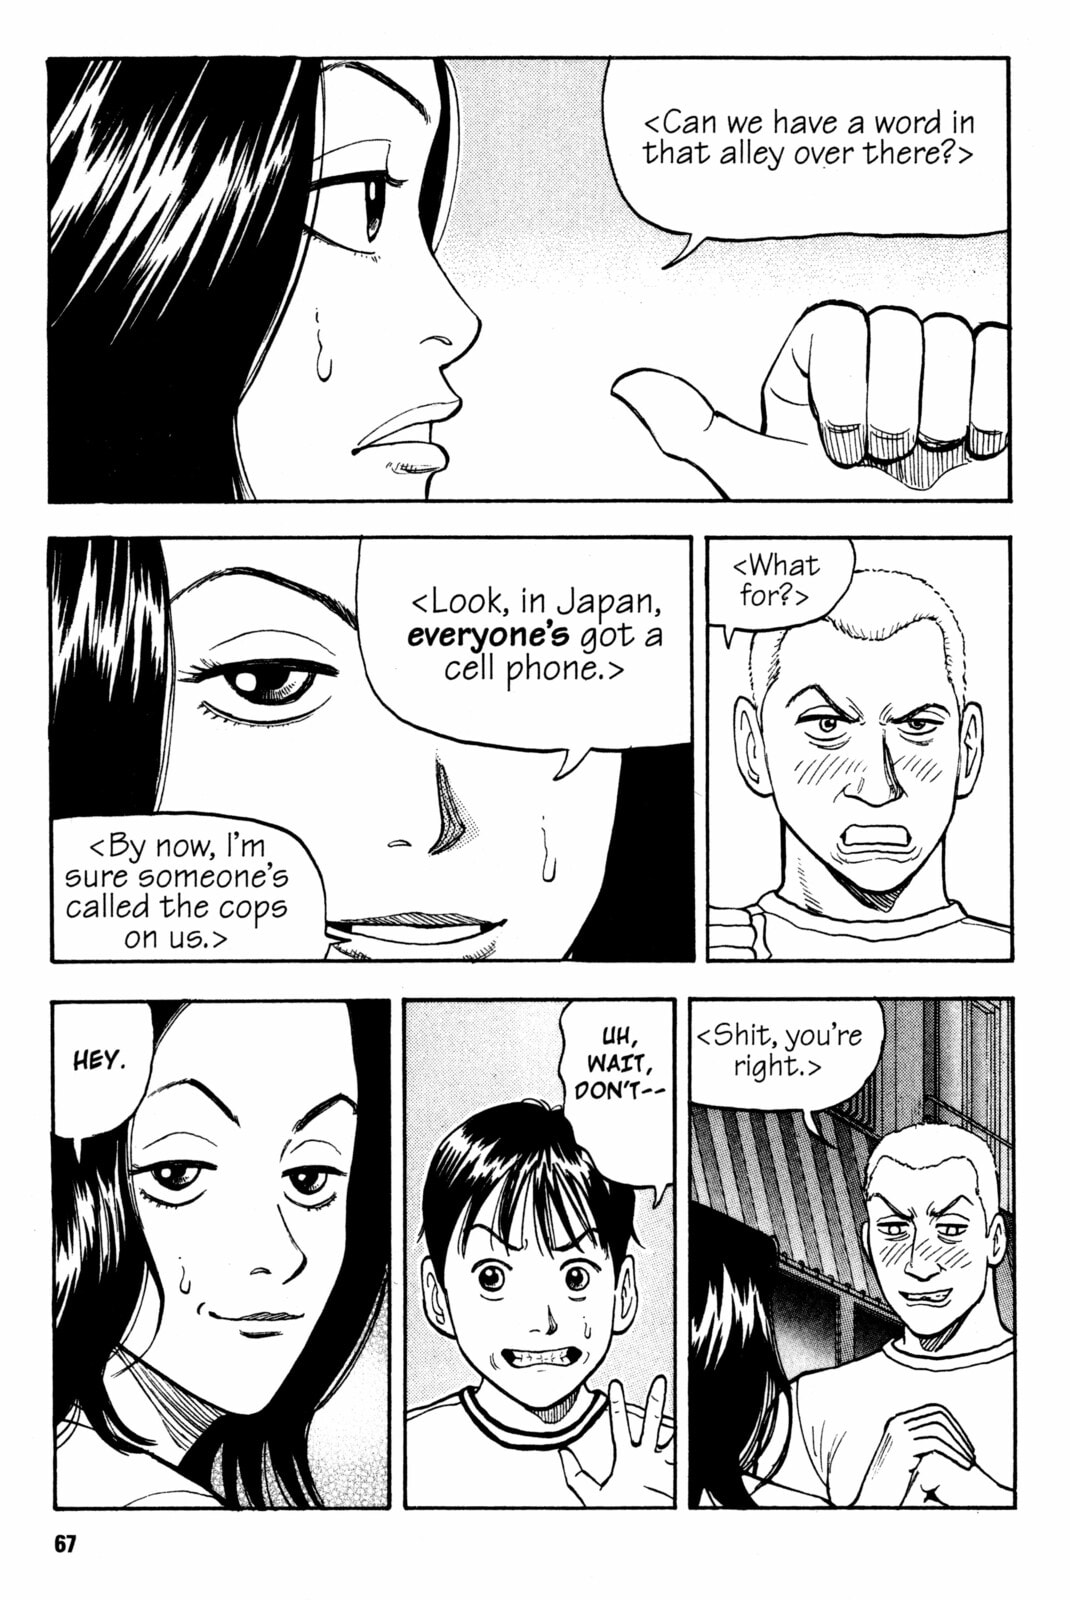 <Can we have a word in
that alley over there?>
<Look, in Japan,
everyone's got a
cell phone.>
<By now, I'm
sure someone's
called the cops
on us.>
<What
for?>
HEY.
UH,
WAIT,
DON'T--
<Shit, you're
right.>
67